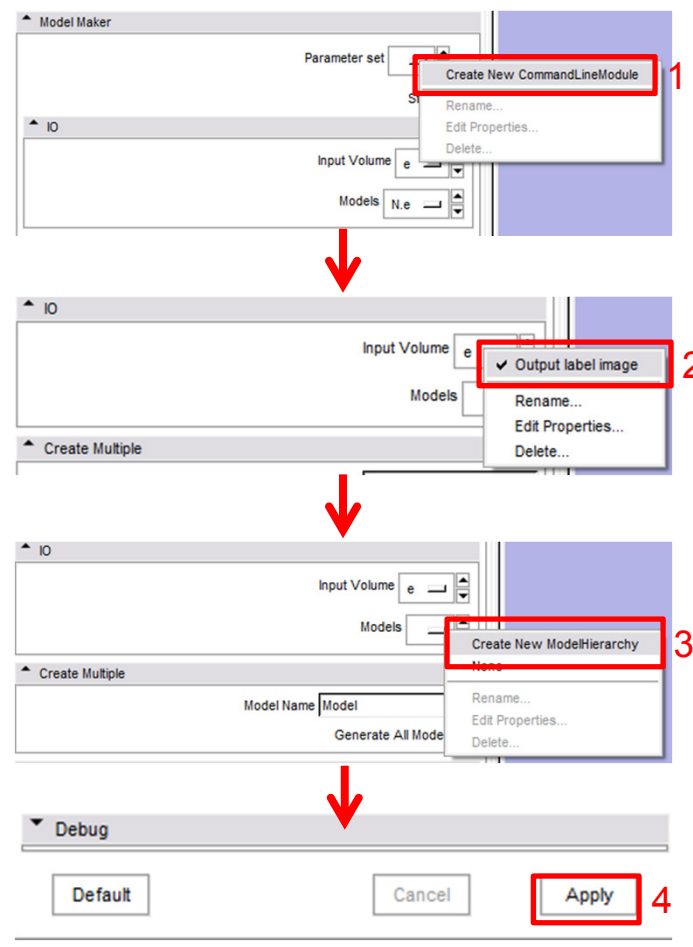 Model Maker
Parameter set
Create New CommandLineModule 1
Rename...
IO
Edit Properties...
Delete...
Input Volume e
Models N.e
IO
Input Volume e
Output label image 2
Models
Rename...
Edit Properties...
Create Multiple
Delete...
IO
Input Volume e
Models
Create New ModelHierarchy 3
None
Create Multiple
Model Name Model
Rename...
Edit Properties...
Generate All Mode
Delete...
Debug
Default Cancel Apply 4